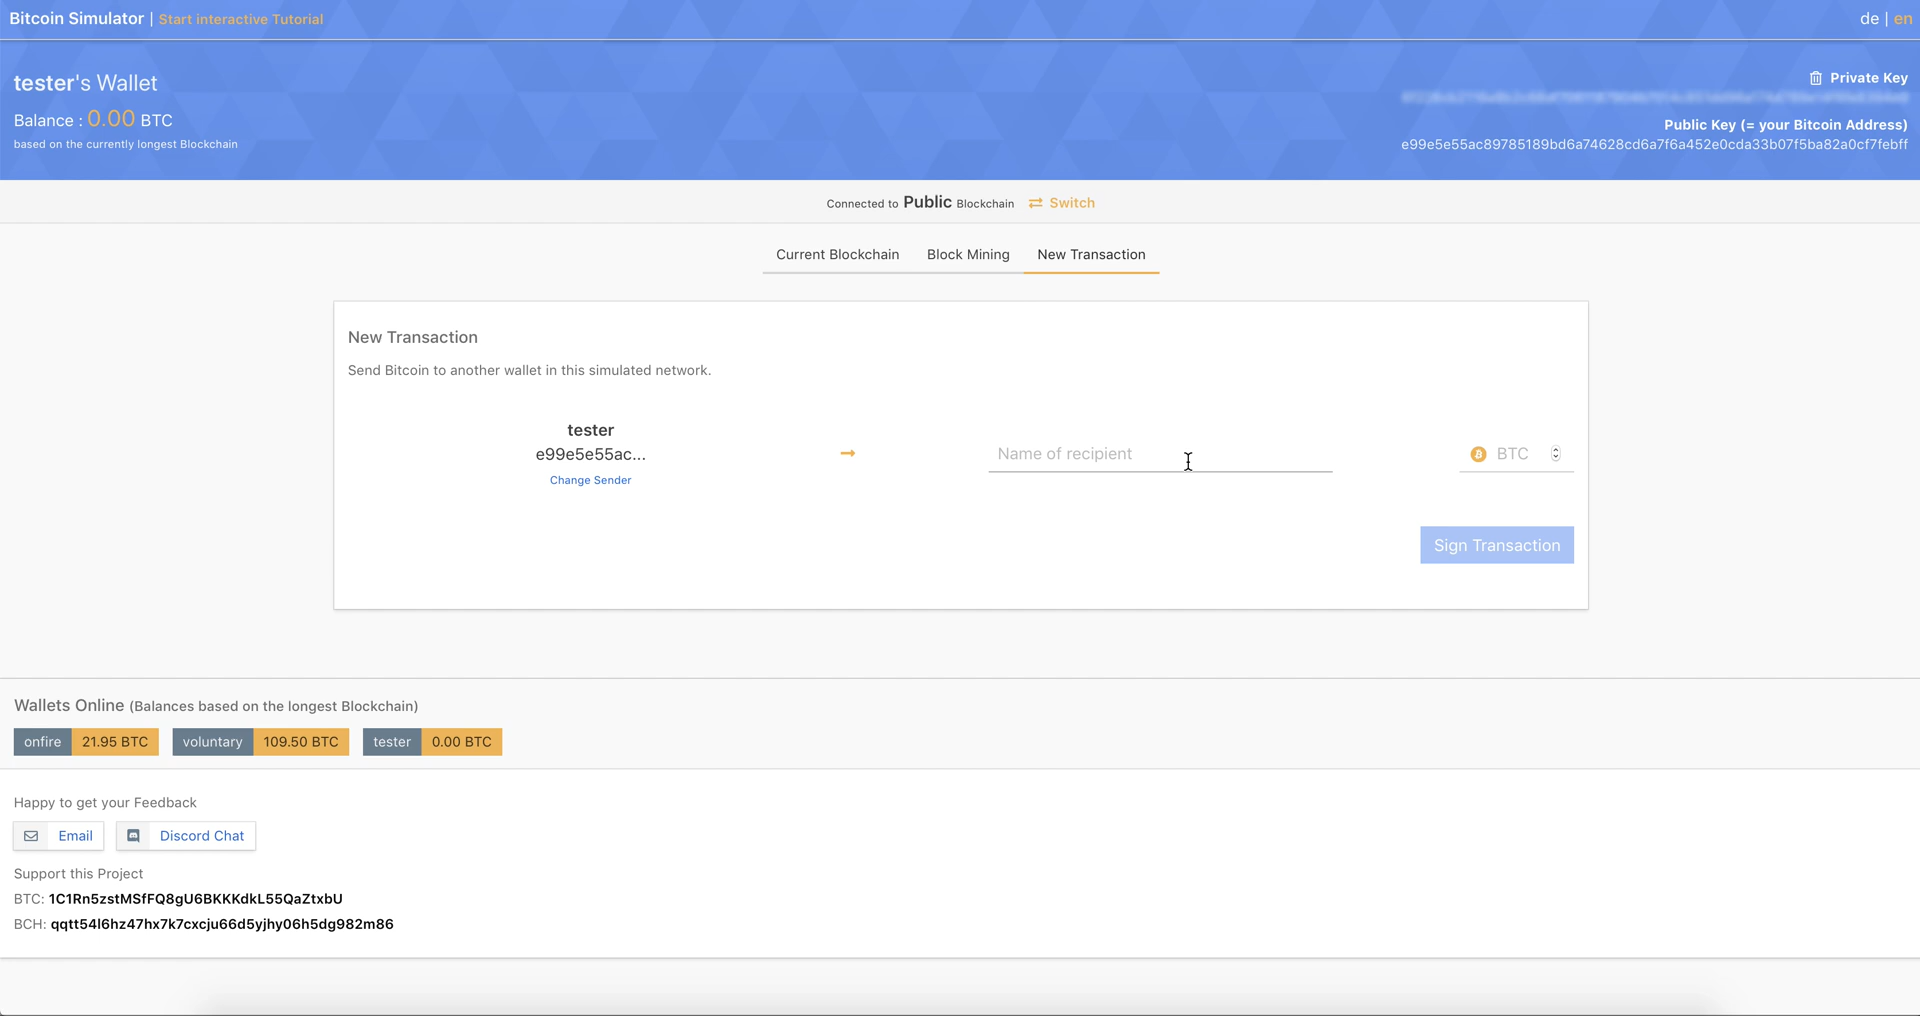 Bitcoin Simulator | Start interactive Tutorial
de | en
tester's Wallet
Balance : 0.00 BTC
based on the currently longest Blockchain
Private Key
Public Key (= your Bitcoin Address)
e99e5e55ac89785189bd6a74628cd6a7f6a452e0cda33b07f5ba82a0cf7febff
Connected to Public Blockchain Switch
Current Blockchain Block Mining New Transaction
New Transaction
Send Bitcoin to another wallet in this simulated network.
tester
e99e5e55ac...
Change Sender
Name of recipient
BTC
Sign Transaction
Wallets Online (Balances based on the longest Blockchain)
onfire 21.95 BTC voluntary 109.50 BTC tester 0.00 BTC
Happy to get your Feedback
Email Discord Chat
Support this Project
BTC: 1C1Rn5zstMSfFQ8gU6BKKKdkL55QaZtxbU
BCH: qqtt54l6hz47hx7k7cxcju66d5yjhy06h5dg982m86